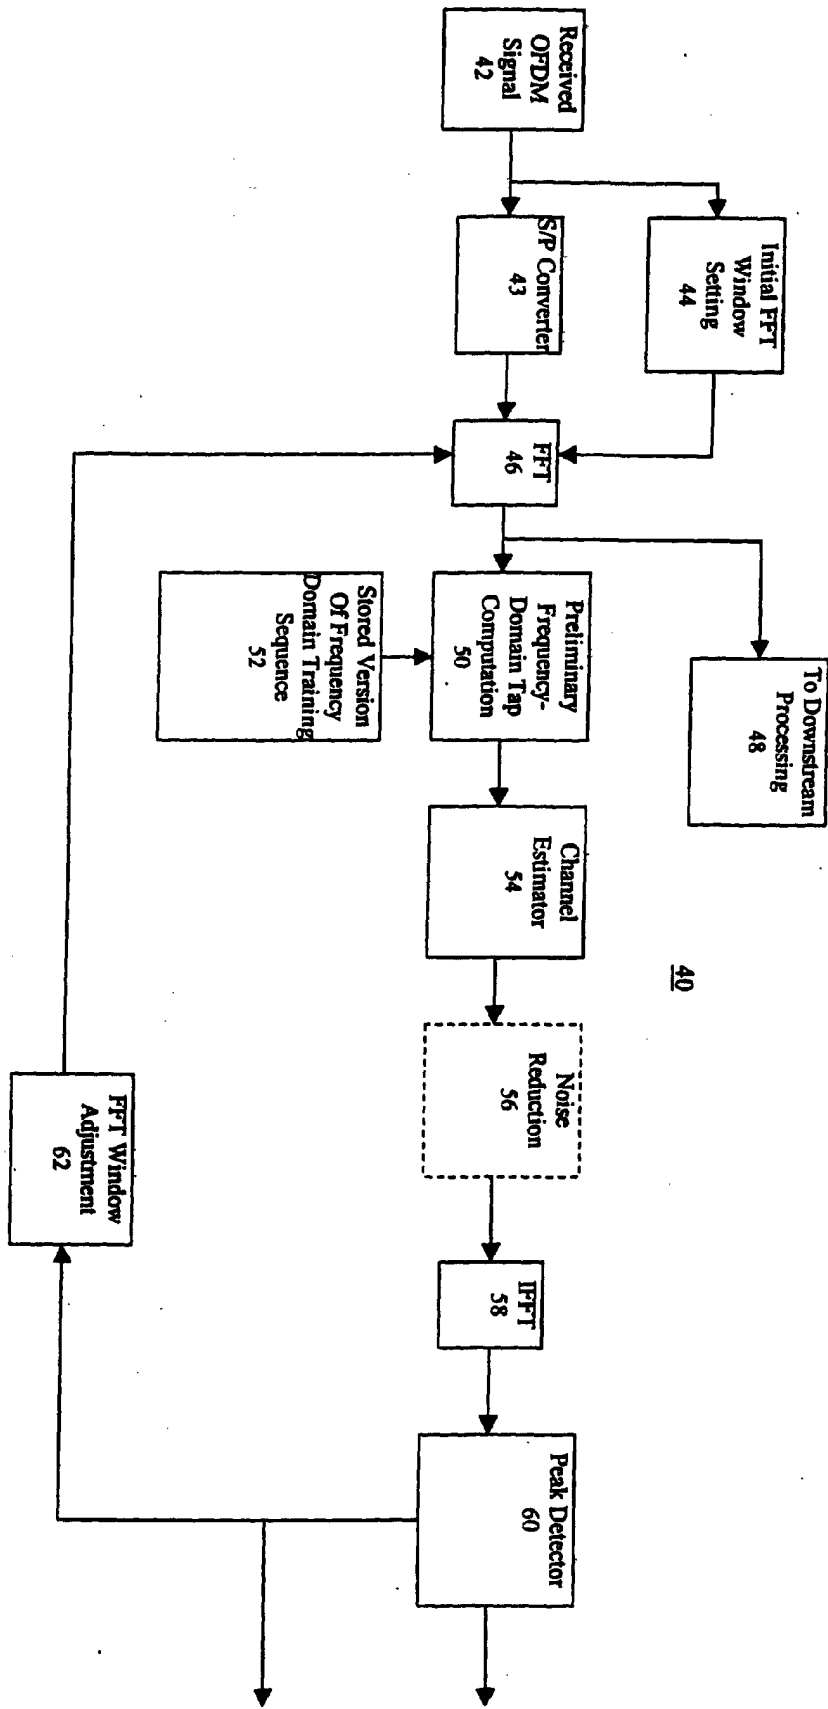 Received
OFDM
Signal
42
Initial FFT
Window
Setting
44
S/P Converter
43
FFT
46
To Downstream
Processing
48
Preliminary
Frequency-
Domain Tap
Computation
50
Stored Version
Of Frequency
Domain Training
Sequence
52
Channel
Estimator
54
40
Noise
Reduction
56
IFFT
58
Peak Detector
60
FFT Window
Adjustment
62